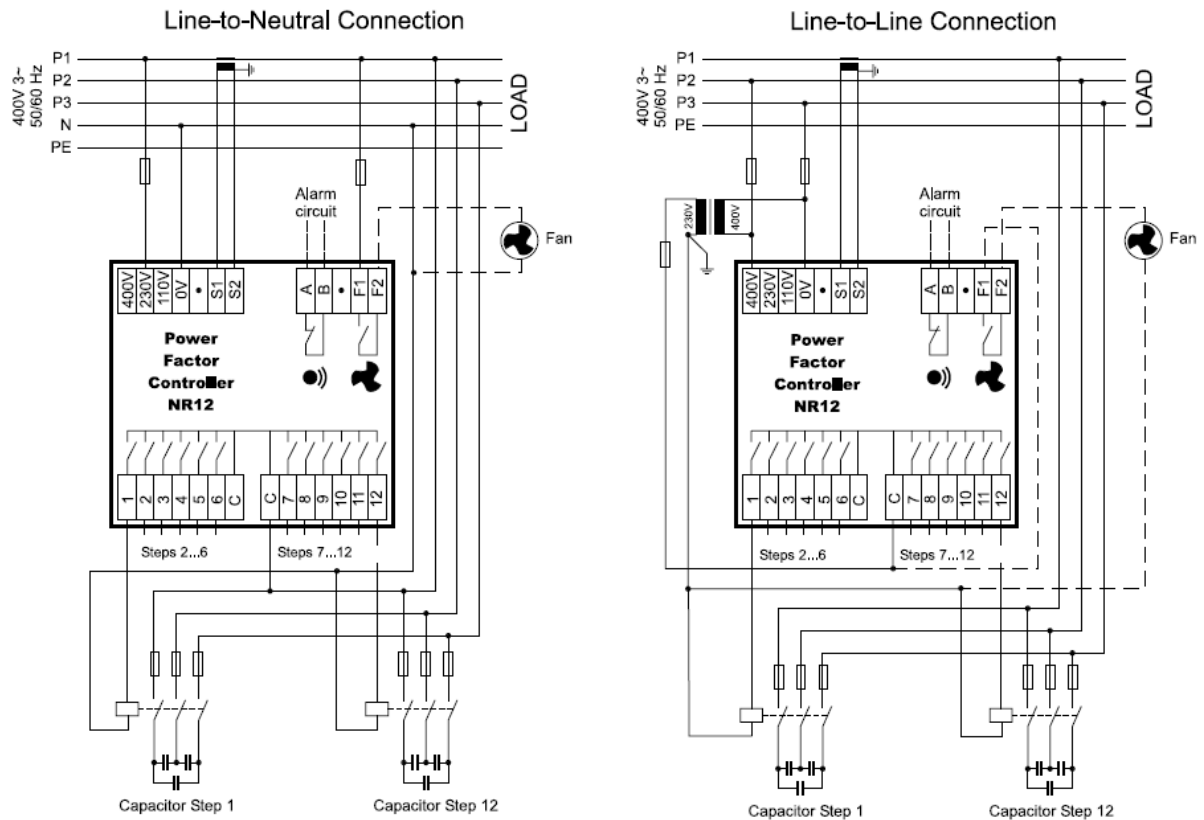 Line-to-Neutral Connection
400V 3~
50/60 Hz
P1
P2
P3
N
PE
LOAD
Alarm
circuit
Fan
400V
230V
110V
0V
•
S1
S2
A
B
•
F1
F2
Power
Factor
Controller
NR12
1
2
3
4
5
6
C
C
7
8
9
10
11
12
Steps 2...6
Steps 7...12
Capacitor Step 1
Capacitor Step 12
Line-to-Line Connection
400V 3~
50/60 Hz
P1
P2
P3
PE
LOAD
230V
400V
Alarm
circuit
Fan
400V
230V
110V
0V
•
S1
S2
A
B
•
F1
F2
Power
Factor
Controller
NR12
1
2
3
4
5
6
C
C
7
8
9
10
11
12
Steps 2...6
Steps 7...12
Capacitor Step 1
Capacitor Step 12